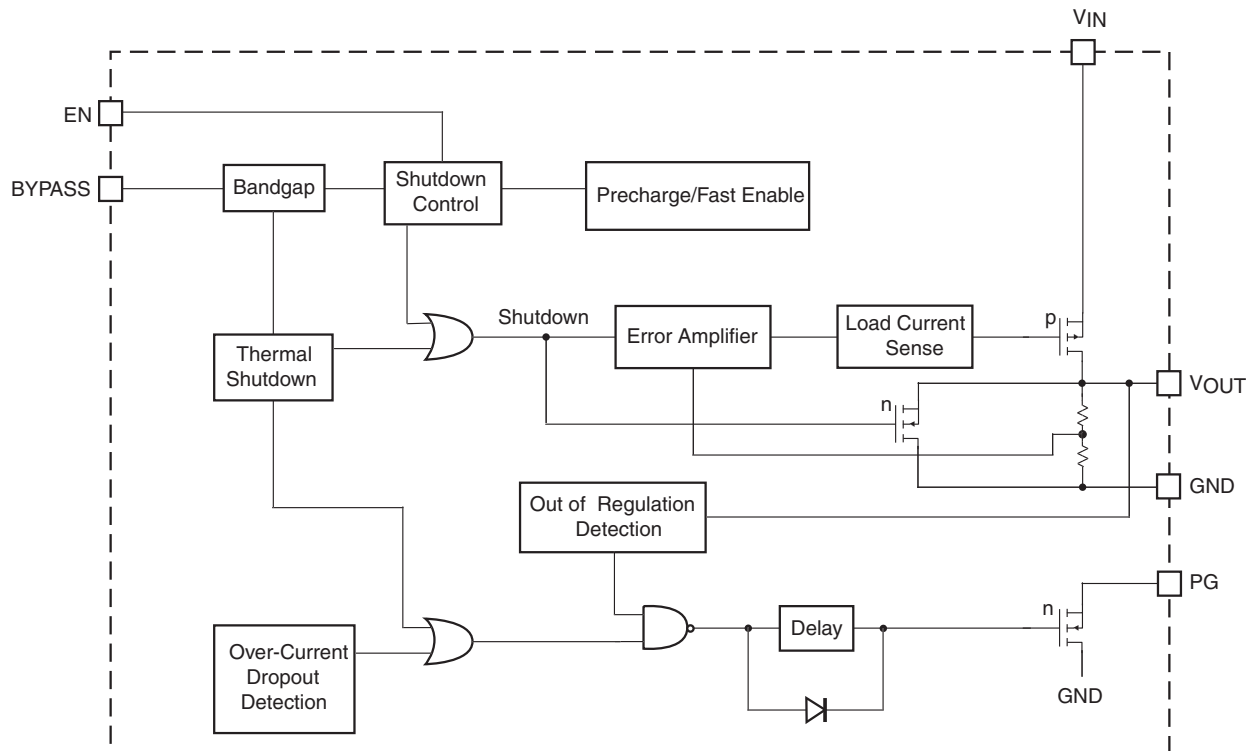 VIN
EN
BYPASS
Bandgap
Shutdown
Control
Precharge/Fast Enable
Shutdown
Thermal
Shutdown
Error Amplifier
Load Current
Sense
p
VOUT
n
GND
Out of Regulation
Detection
PG
n
Delay
Over-Current
Dropout
Detection
GND